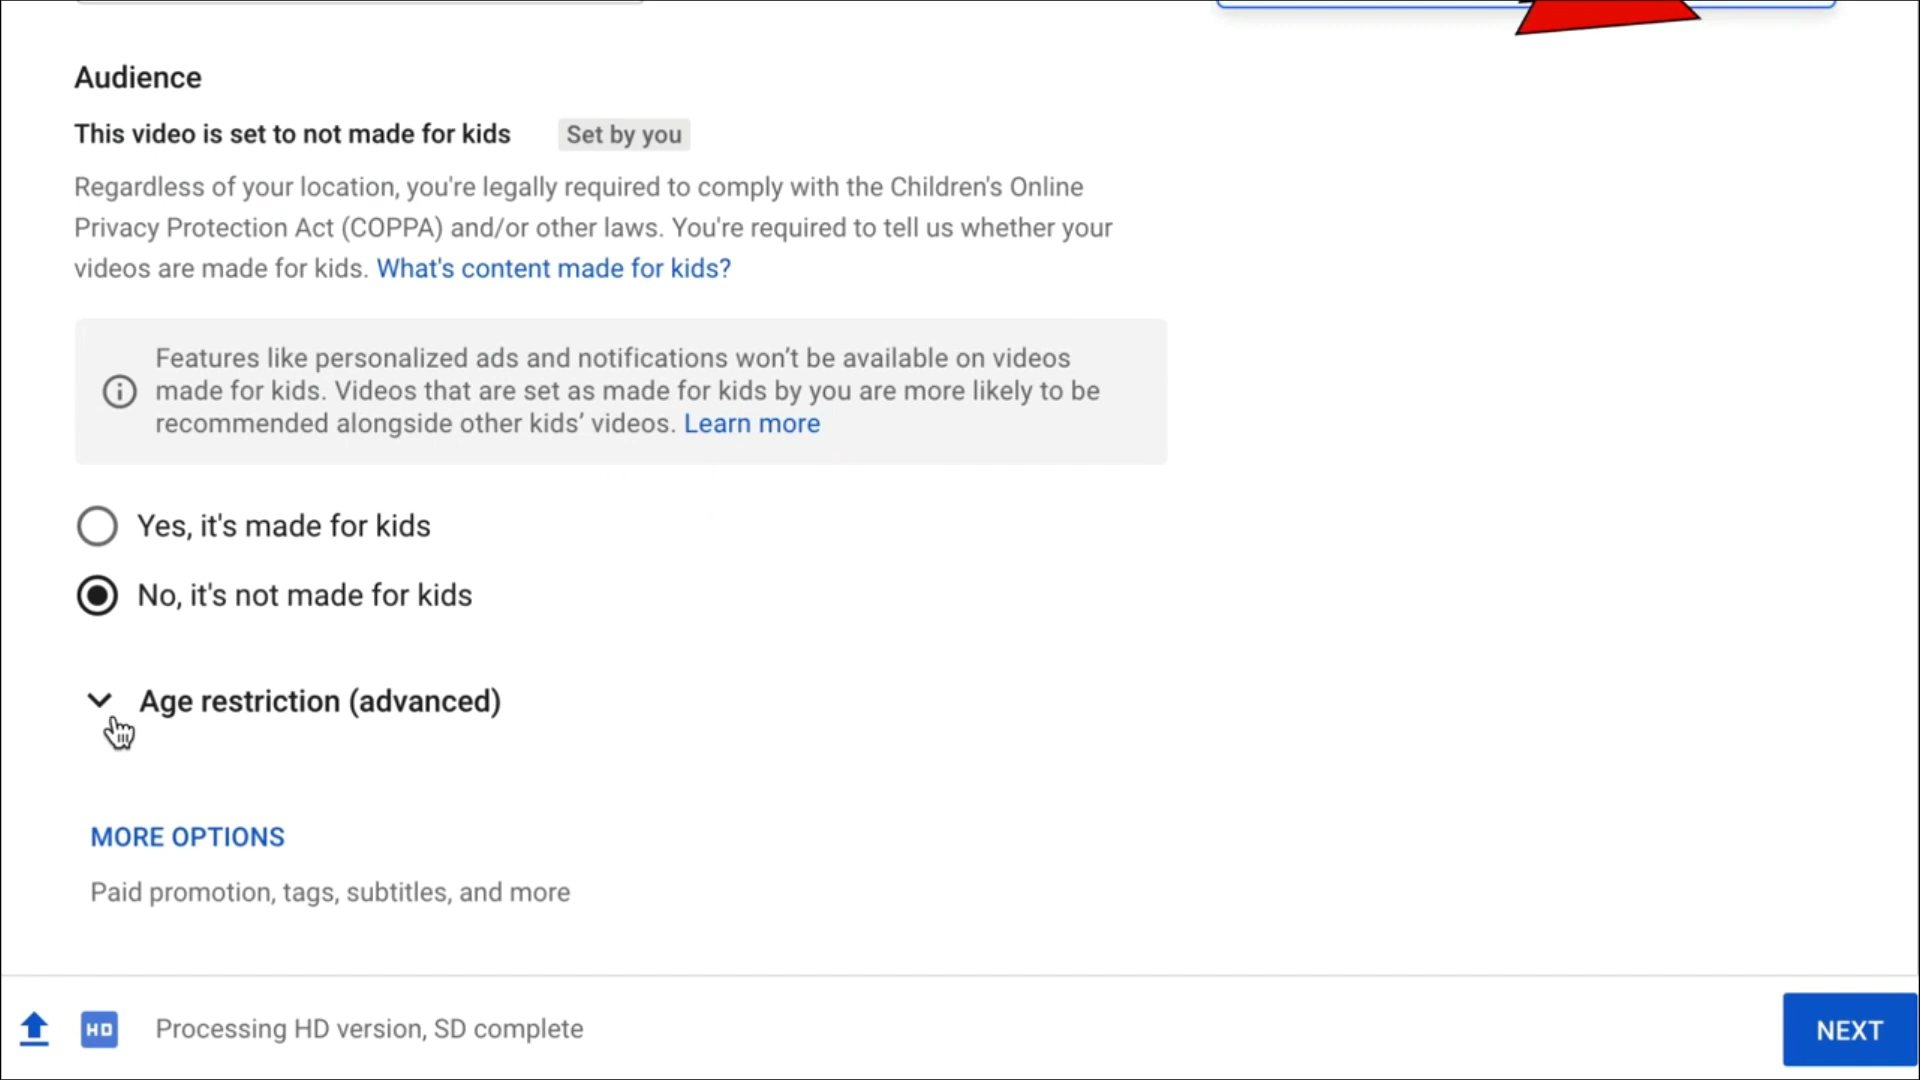 Audience
This video is set to not made for kids Set by you
Regardless of your location, you're legally required to comply with the Children's Online
Privacy Protection Act (COPPA) and/or other laws. You're required to tell us whether your
videos are made for kids. What's content made for kids?
Features like personalized ads and notifications won’t be available on videos
made for kids. Videos that are set as made for kids by you are more likely to be
recommended alongside other kids’ videos. Learn more
Yes, it's made for kids
No, it's not made for kids
Age restriction (advanced)
MORE OPTIONS
Paid promotion, tags, subtitles, and more
HD Processing HD version, SD complete
NEXT